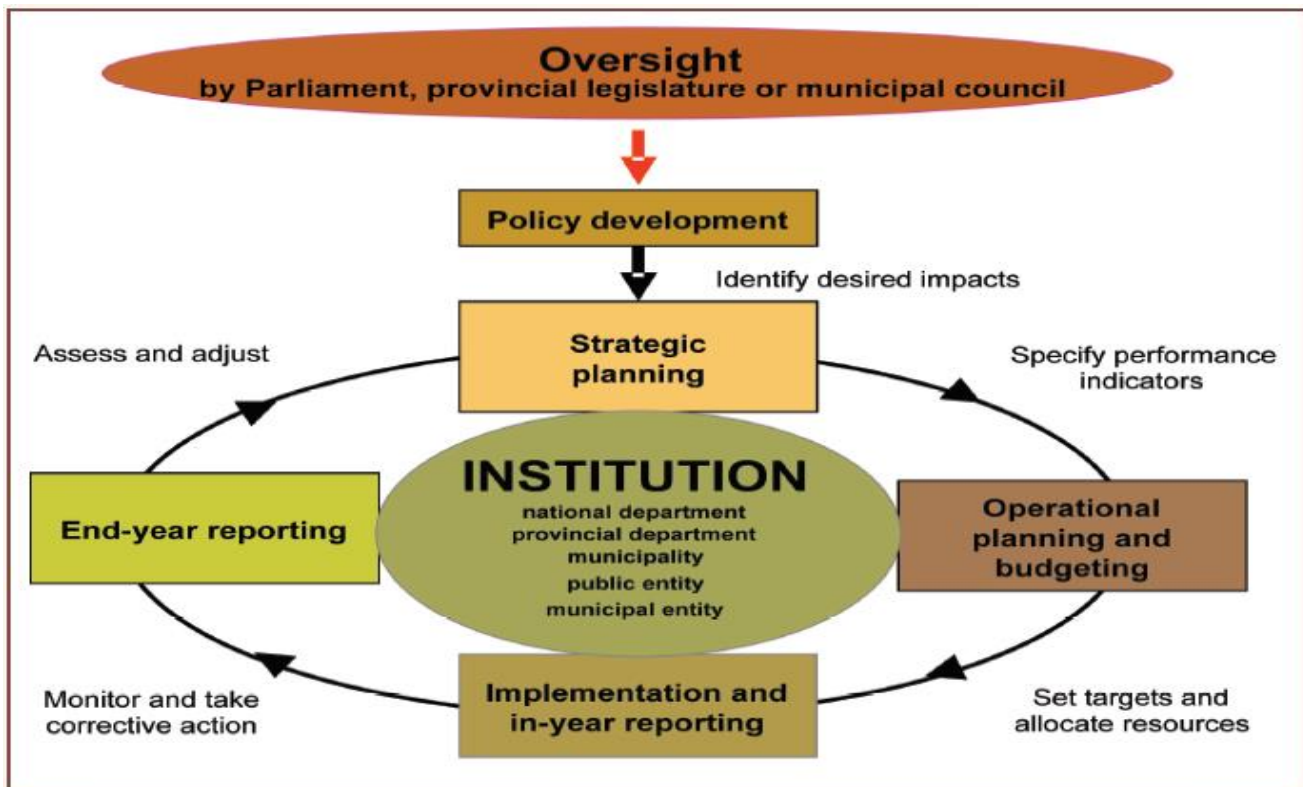 Oversight
by Parliament, provincial legislature or municipal council
Policy development
Identify desired impacts
Strategic
planning
Assess and adjust
Specify performance
indicators
INSTITUTION
national department
provincial department
municipality
public entity
municipal entity
End-year reporting
Operational
planning and
budgeting
Implementation and
in-year reporting
Monitor and take
corrective action
Set targets and
allocate resources